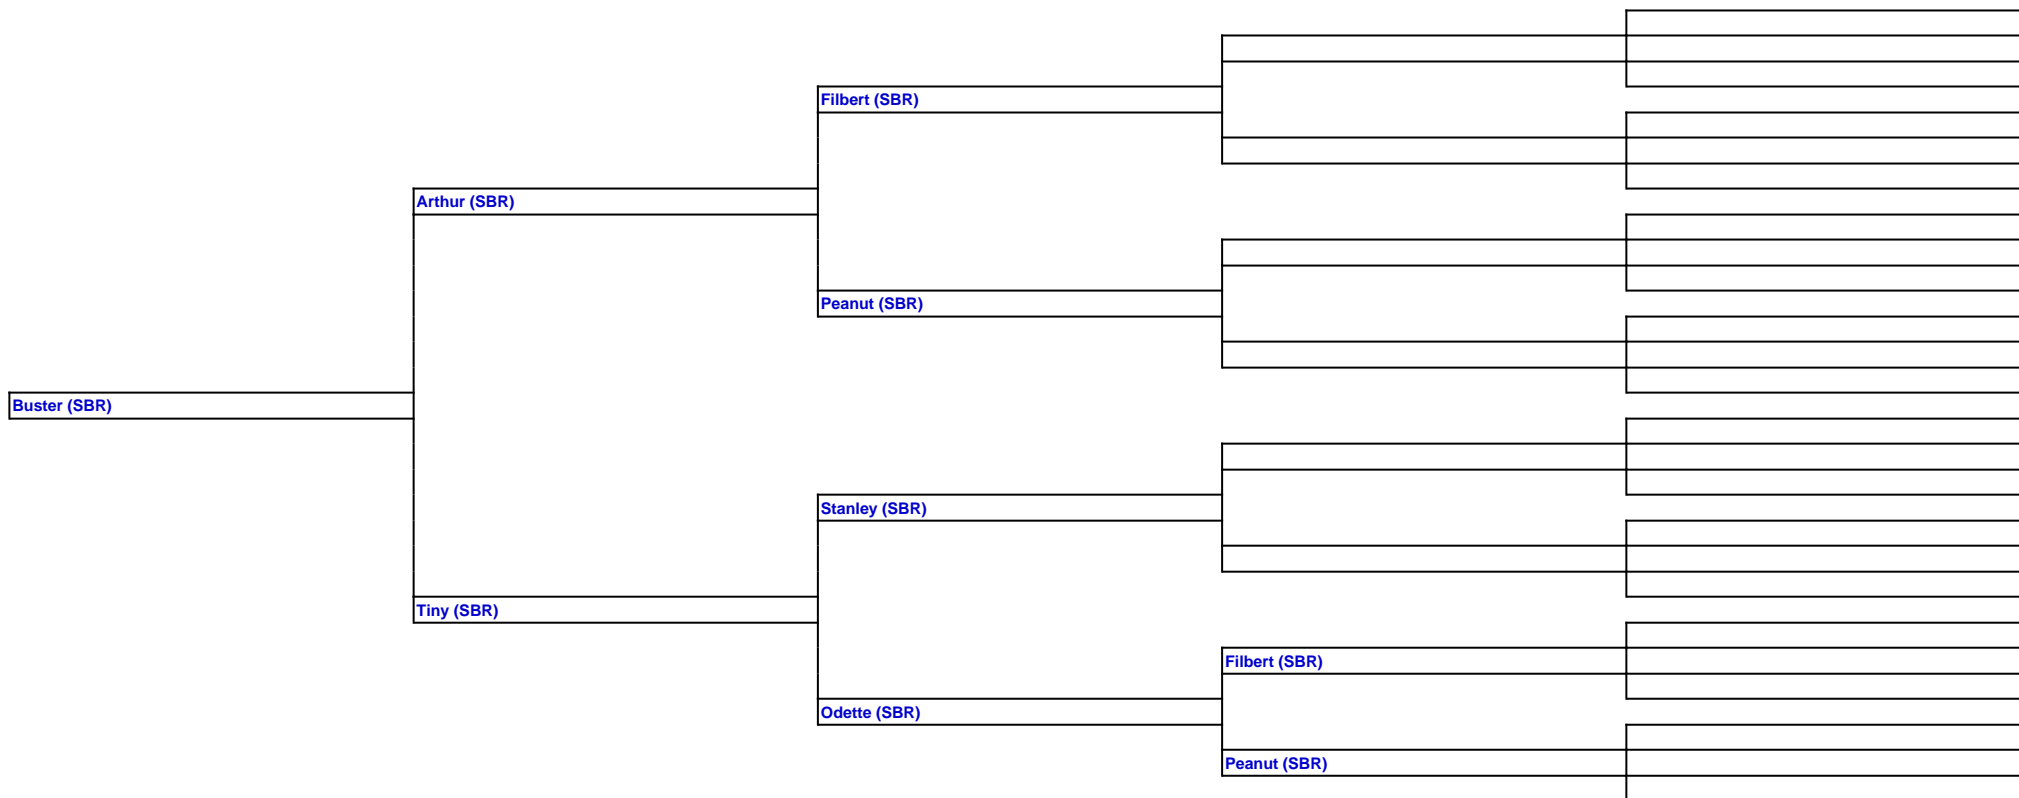 Filbert (SBR)
Arthur (SBR)
Peanut (SBR)
Buster (SBR)
Stanley (SBR)
Tiny (SBR)
Filbert (SBR)
Odette (SBR)
Peanut (SBR)